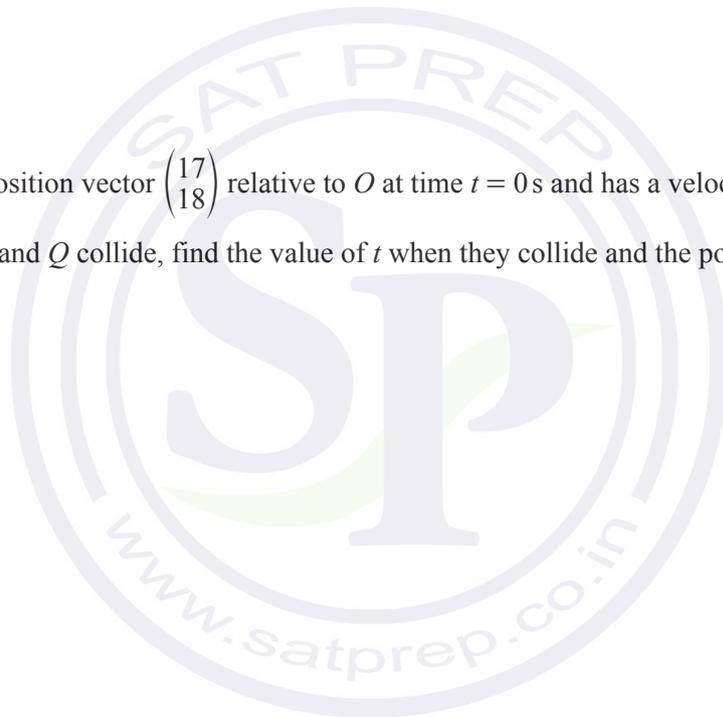 SAT PREP
osition vector (17 18) relative to O at time t = 0 s and has a veloc
and Q collide, find the value of t when they collide and the po
SP
www.satprep.co.in